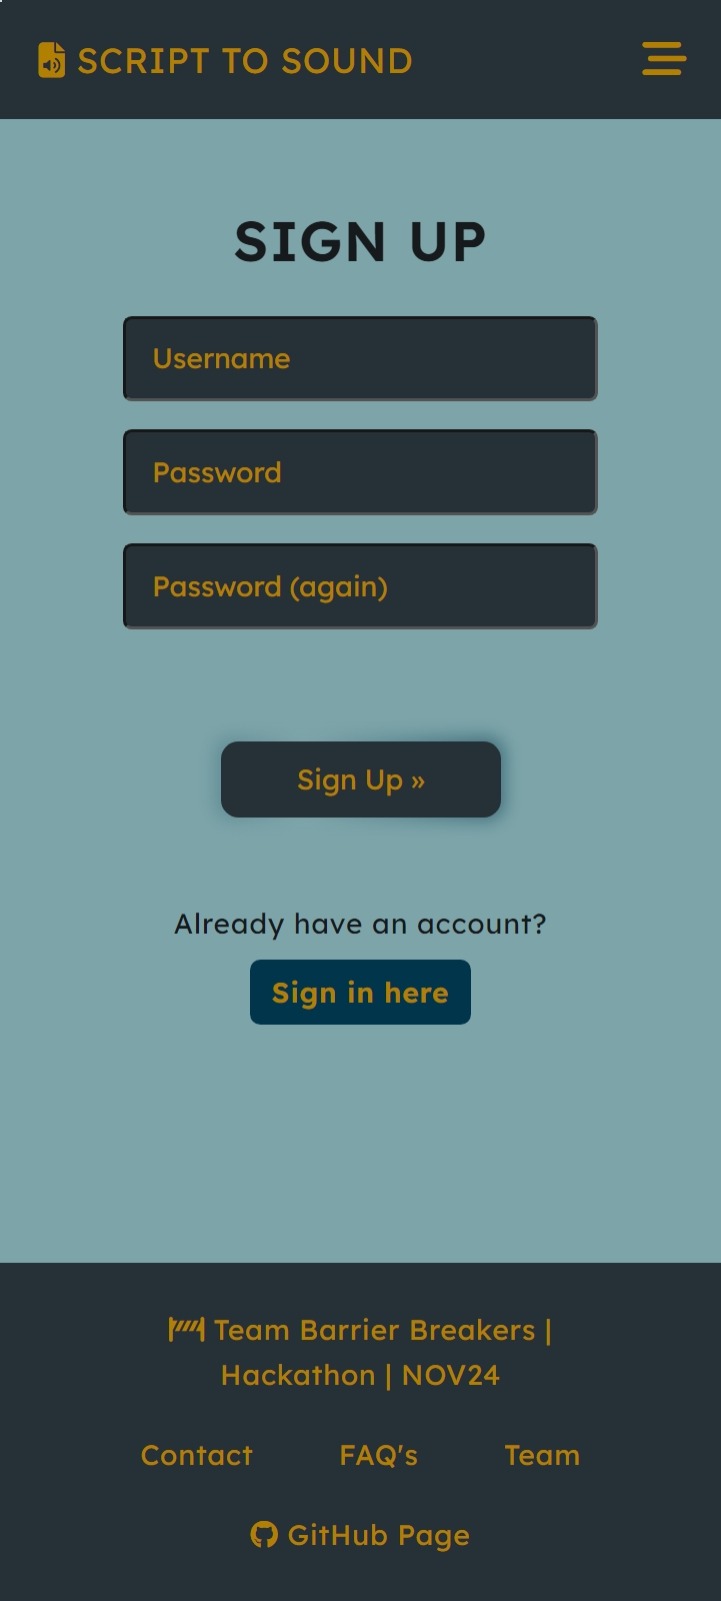 SCRIPT TO SOUND
SIGN UP
Username
Password
Password (again)
Sign Up »
Already have an account?
Sign in here
Team Barrier Breakers |
Hackathon | NOV24
Contact FAQ's Team
GitHub Page